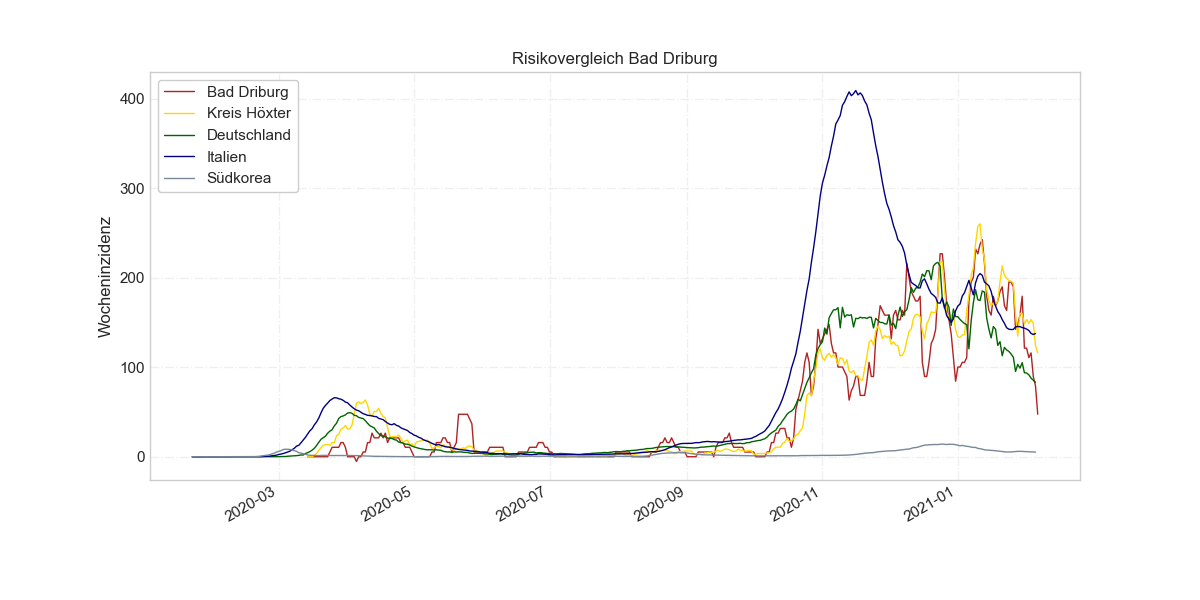 Risikovergleich Bad Driburg
Bad Driburg
Kreis Höxter
Deutschland
Italien
Südkorea
Wocheninzidenz
400
300
200
100
0
2020-03
2020-05
2020-07
2020-09
2020-11
2021-01